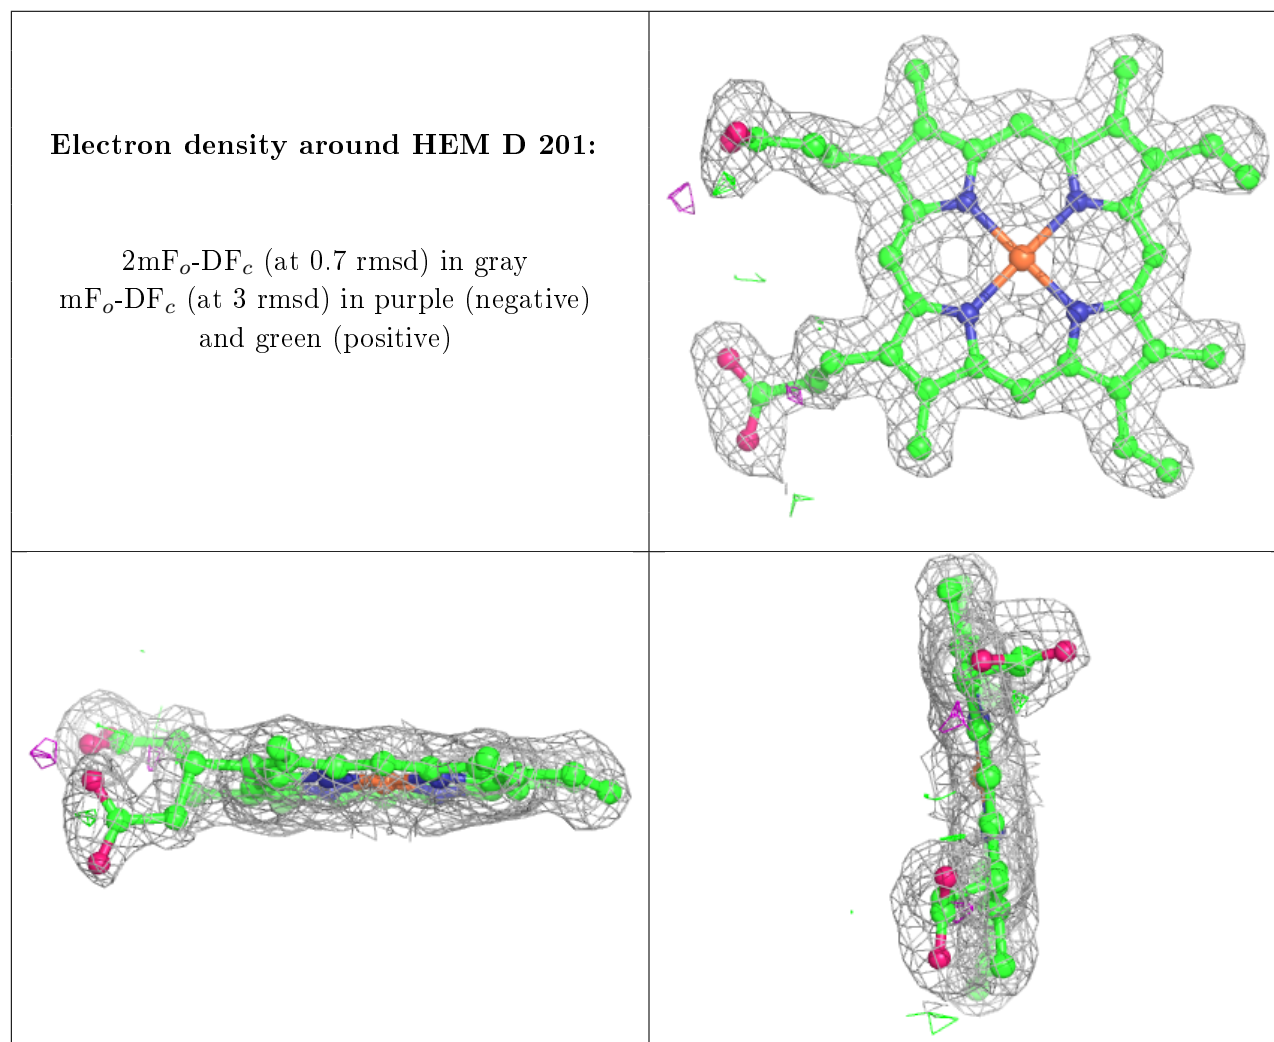 Electron density around HEM D 201:
2mFₒ-DF𝒸 (at 0.7 rmsd) in gray
mFₒ-DF𝒸 (at 3 rmsd) in purple (negative)
and green (positive)